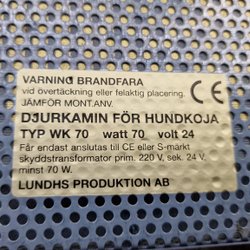 VARNING BRANDFARA
vid övertäckning eller felaktig placering.
JÄMFÖR MONT.ANV.
CE
DJURKAMIN FÖR HUNDKOJA
TYP WK 70 watt 70 volt 24
Får endast anslutas till CE eller S-märkt
skyddstransformator prim. 220 V, sek. 24 V,
minst 70 W.
LUNDHS PRODUKTION AB